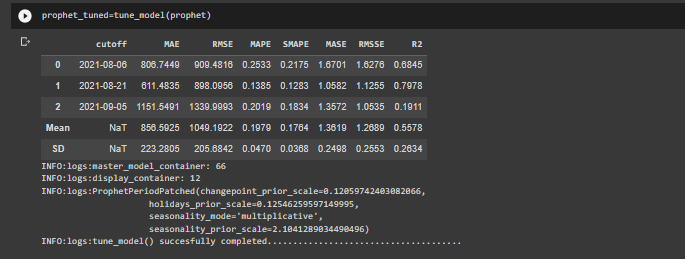 prophet_tuned=tune_model(prophet)
cutoff MAE RMSE MAPE SMAPE MASE RMSSE R2
0 2021-08-06 806.7449 909.4816 0.2533 0.2175 1.6701 1.6276 0.6845
1 2021-08-21 611.4835 898.0956 0.1385 0.1283 1.0582 1.1255 0.7978
2 2021-09-05 1151.5491 1339.9993 0.2019 0.1834 1.3572 1.0535 0.1911
Mean NaT 856.5925 1049.1922 0.1979 0.1764 1.3619 1.2689 0.5578
SD NaT 223.2805 205.6842 0.0470 0.0368 0.2498 0.2553 0.2634
INFO:logs:master_model_container: 66
INFO:logs:display_container: 12
INFO:logs:ProphetPeriodPatched(changepoint_prior_scale=0.12059742403082066,
holidays_prior_scale=0.12546259597149995,
seasonality_mode='multiplicative',
seasonality_prior_scale=2.1041289034490496)
INFO:logs:tune_model() succesfully completed......................................